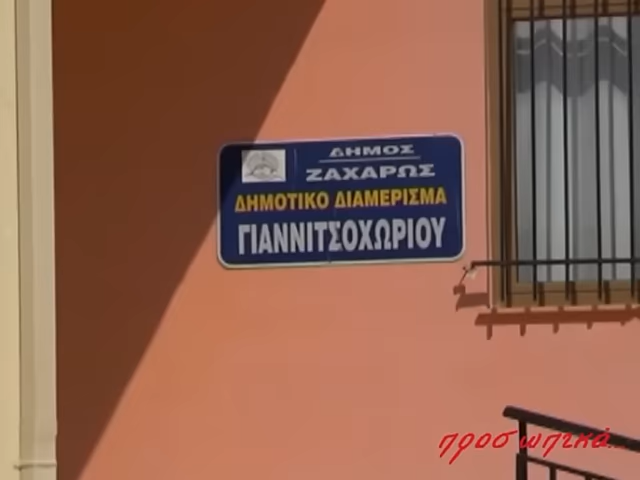 ΔΗΜΟΣ
ΖΑΧΑΡΩΣ
ΔΗΜΟΤΙΚΟ ΔΙΑΜΕΡΙΣΜΑ
ΓΙΑΝΝΙΤΣΟΧΩΡΙΟΥ
προσωπικά...